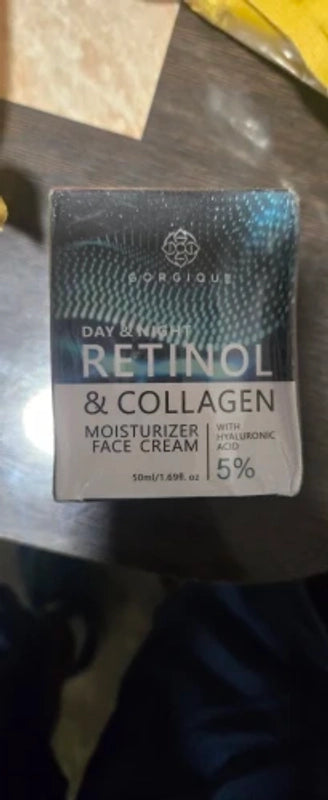 GORGIQUE
DAY & NIGHT
RETINOL
& COLLAGEN
MOISTURIZER
FACE CREAM
WITH
HYALURONIC
ACID
5%
50ml/1.69fl. oz